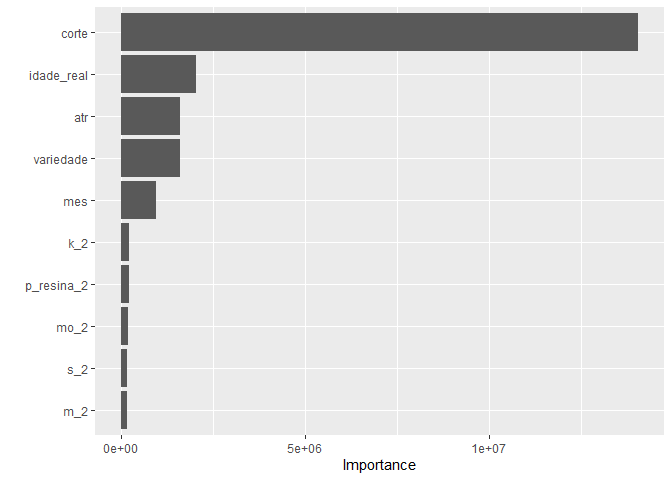 corte
idade_real
atr
variedade
mes
k_2
p_resina_2
mo_2
s_2
m_2
0e+00 5e+06 1e+07
Importance